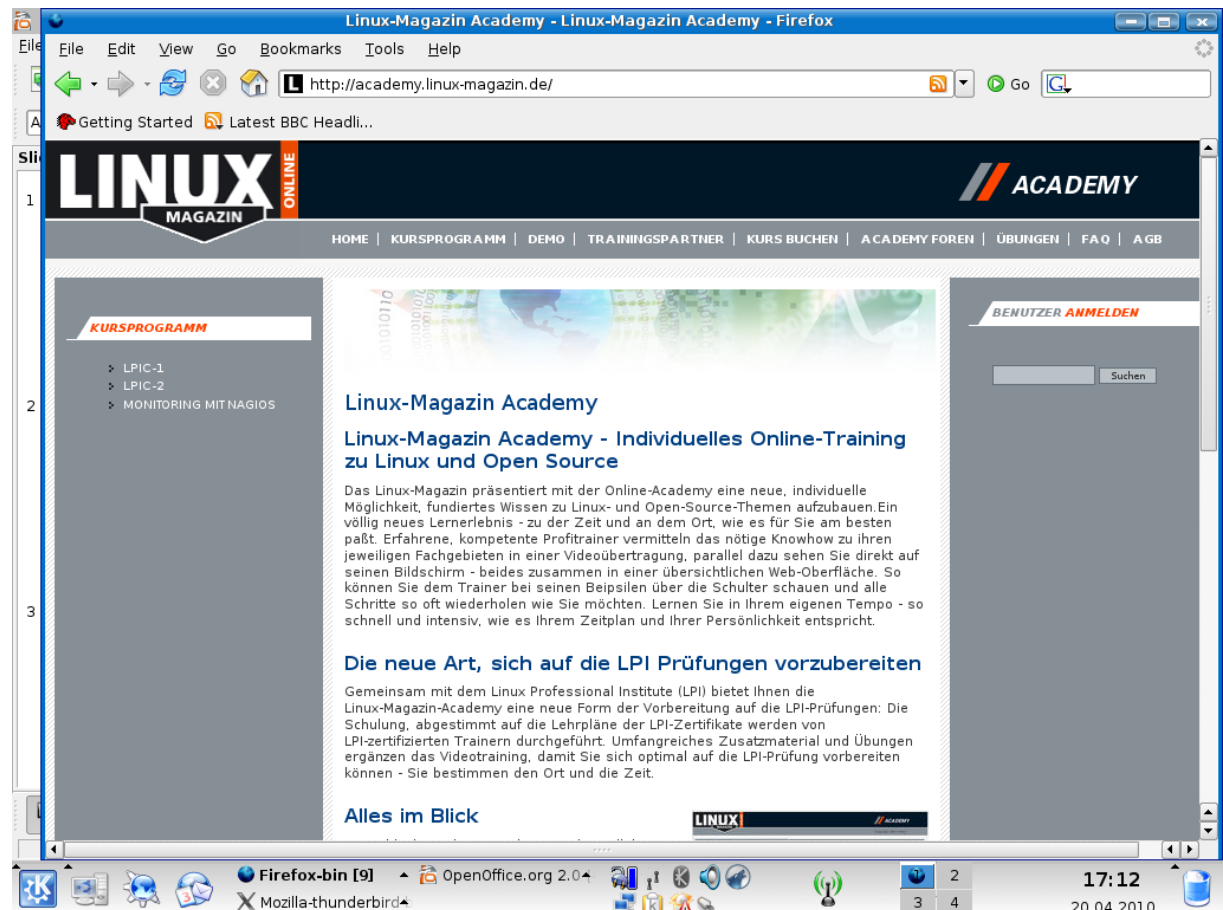 Linux-Magazin Academy - Linux-Magazin Academy - Firefox
File
File Edit View Go Bookmarks Tools Help
http://academy.linux-magazin.de/
Go
G
A
Getting Started Latest BBC Headli...
LINUX
MAGAZIN
ONLINE
ACADEMY
HOME | KURSPROGRAMM | DEMO | TRAININGSPARTNER | KURS BUCHEN | ACADEMY FOREN | ÜBUNGEN | FAQ | AGB
KURSPROGRAMM
LPIC-1
LPIC-2
MONITORING MIT NAGIOS
BENUTZER ANMELDEN
Suchen
1
2
3
Linux-Magazin Academy
Linux-Magazin Academy - Individuelles Online-Training
zu Linux und Open Source
Das Linux-Magazin präsentiert mit der Online-Academy eine neue, individuelle
Möglichkeit, fundiertes Wissen zu Linux- und Open-Source-Themen aufzubauen.Ein
völlig neues Lernerlebnis - zu der Zeit und an dem Ort, wie es für Sie am besten
paßt. Erfahrene, kompetente Profitrainer vermitteln das nötige Knowhow zu ihren
jeweiligen Fachgebieten in einer Videoübertragung, parallel dazu sehen Sie direkt auf
seinen Bildschirm - beides zusammen in einer übersichtlichen Web-Oberfläche. So
können Sie dem Trainer bei seinen Beipsilen über die Schulter schauen und alle
Schritte so oft wiederholen wie Sie möchten. Lernen Sie in Ihrem eigenen Tempo - so
schnell und intensiv, wie es Ihrem Zeitplan und Ihrer Persönlichkeit entspricht.
Die neue Art, sich auf die LPI Prüfungen vorzubereiten
Gemeinsam mit dem Linux Professional Institute (LPI) bietet Ihnen die
Linux-Magazin-Academy eine neue Form der Vorbereitung auf die LPI-Prüfungen: Die
Schulung, abgestimmt auf die Lehrpläne der LPI-Zertifikate werden von
LPI-zertifizierten Trainern durchgeführt. Umfangreiches Zusatzmaterial und Übungen
ergänzen das Videotraining, damit Sie sich optimal auf die LPI-Prüfung vorbereiten
können - Sie bestimmen den Ort und die Zeit.
Alles im Blick
LINUX
ACADEMY
Firefox-bin [9] OpenOffice.org 2.0
Mozilla-thunderbird
2
3 4
17:12
20.04.2010